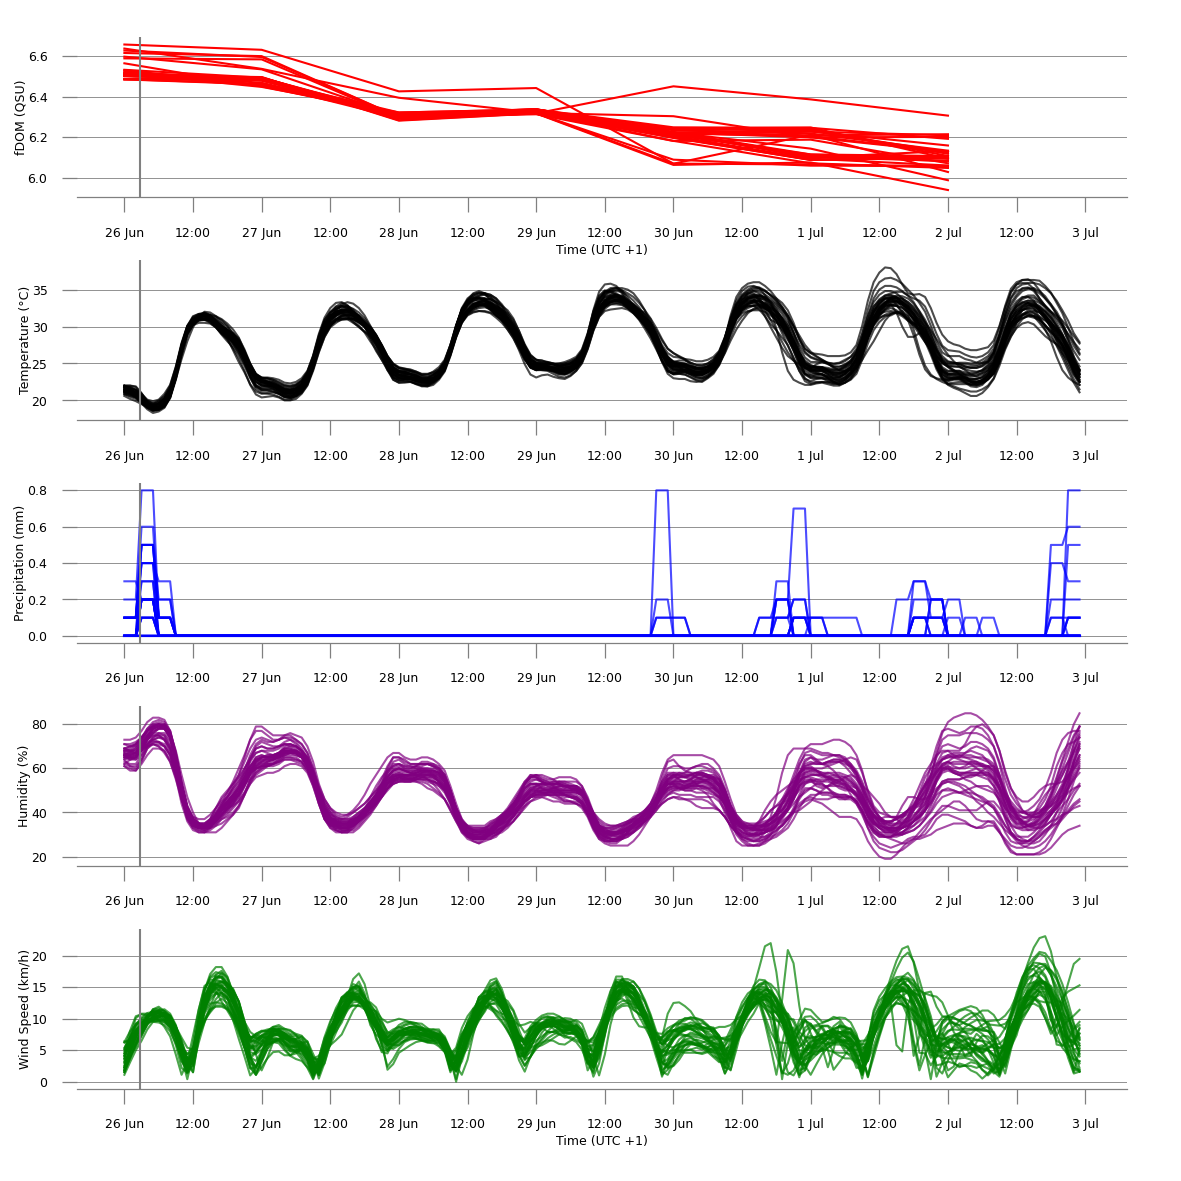 fDOM (QSU)
6.6
6.4
6.2
6.0
26 Jun 12:00 27 Jun 12:00 28 Jun 12:00 29 Jun 12:00 30 Jun 12:00 1 Jul 12:00 2 Jul 12:00 3 Jul
Time (UTC +1)
Temperature (°C)
35
30
25
20
26 Jun 12:00 27 Jun 12:00 28 Jun 12:00 29 Jun 12:00 30 Jun 12:00 1 Jul 12:00 2 Jul 12:00 3 Jul
Precipitation (mm)
0.8
0.6
0.4
0.2
0.0
26 Jun 12:00 27 Jun 12:00 28 Jun 12:00 29 Jun 12:00 30 Jun 12:00 1 Jul 12:00 2 Jul 12:00 3 Jul
Humidity (%)
80
60
40
20
26 Jun 12:00 27 Jun 12:00 28 Jun 12:00 29 Jun 12:00 30 Jun 12:00 1 Jul 12:00 2 Jul 12:00 3 Jul
Wind Speed (km/h)
20
15
10
5
0
26 Jun 12:00 27 Jun 12:00 28 Jun 12:00 29 Jun 12:00 30 Jun 12:00 1 Jul 12:00 2 Jul 12:00 3 Jul
Time (UTC +1)